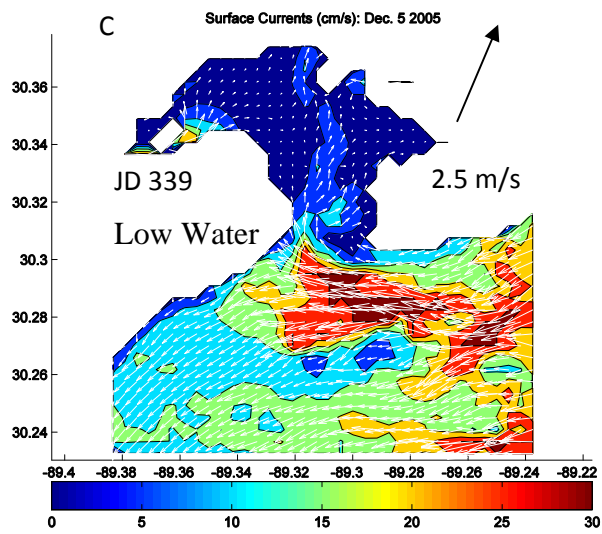 C
Surface Currents (cm/s): Dec. 5 2005
30.36
30.34
JD 339
2.5 m/s
30.32
Low Water
30.3
30.28
30.26
30.24
-89.4 -89.38 -89.36 -89.34 -89.32 -89.3 -89.28 -89.26 -89.24 -89.22
0 5 10 15 20 25 30